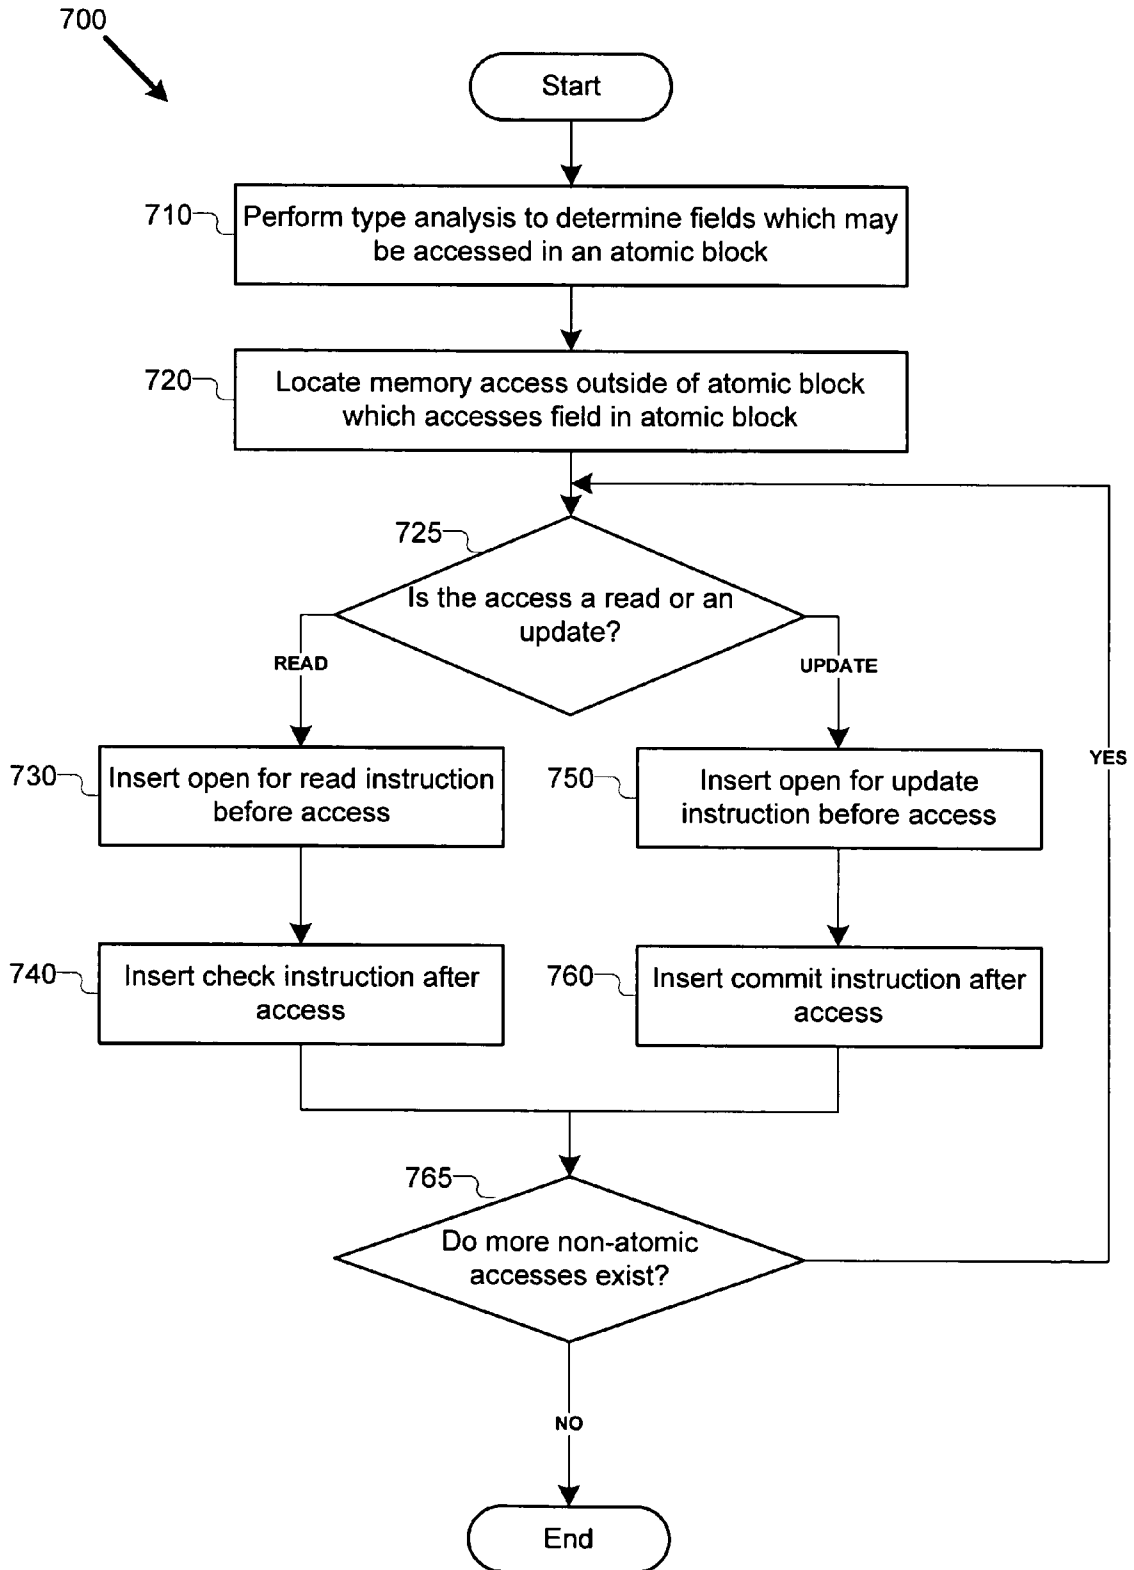 700
Start
710
Perform type analysis to determine fields which may
be accessed in an atomic block
720
Locate memory access outside of atomic block
which accesses field in atomic block
725
Is the access a read or an
update?
READ
UPDATE
730
Insert open for read instruction
before access
750
Insert open for update
instruction before access
YES
740
Insert check instruction after
access
760
Insert commit instruction after
access
765
Do more non-atomic
accesses exist?
NO
End